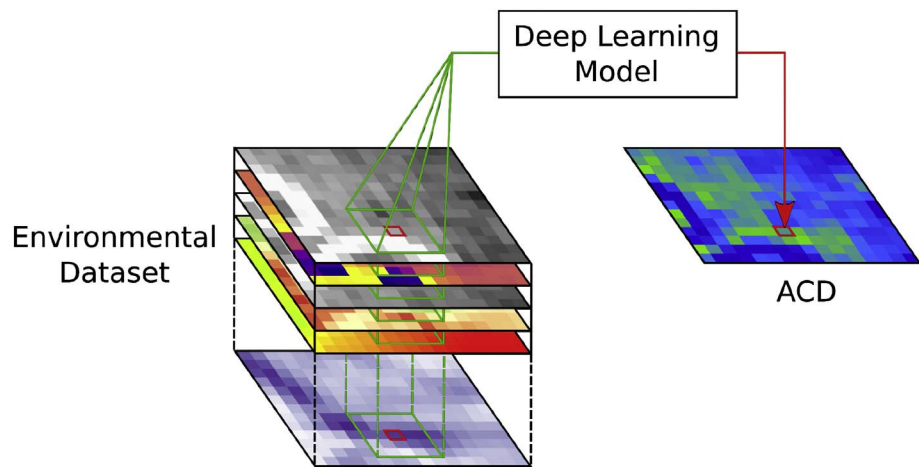 Deep Learning
Model
Environmental
Dataset
ACD